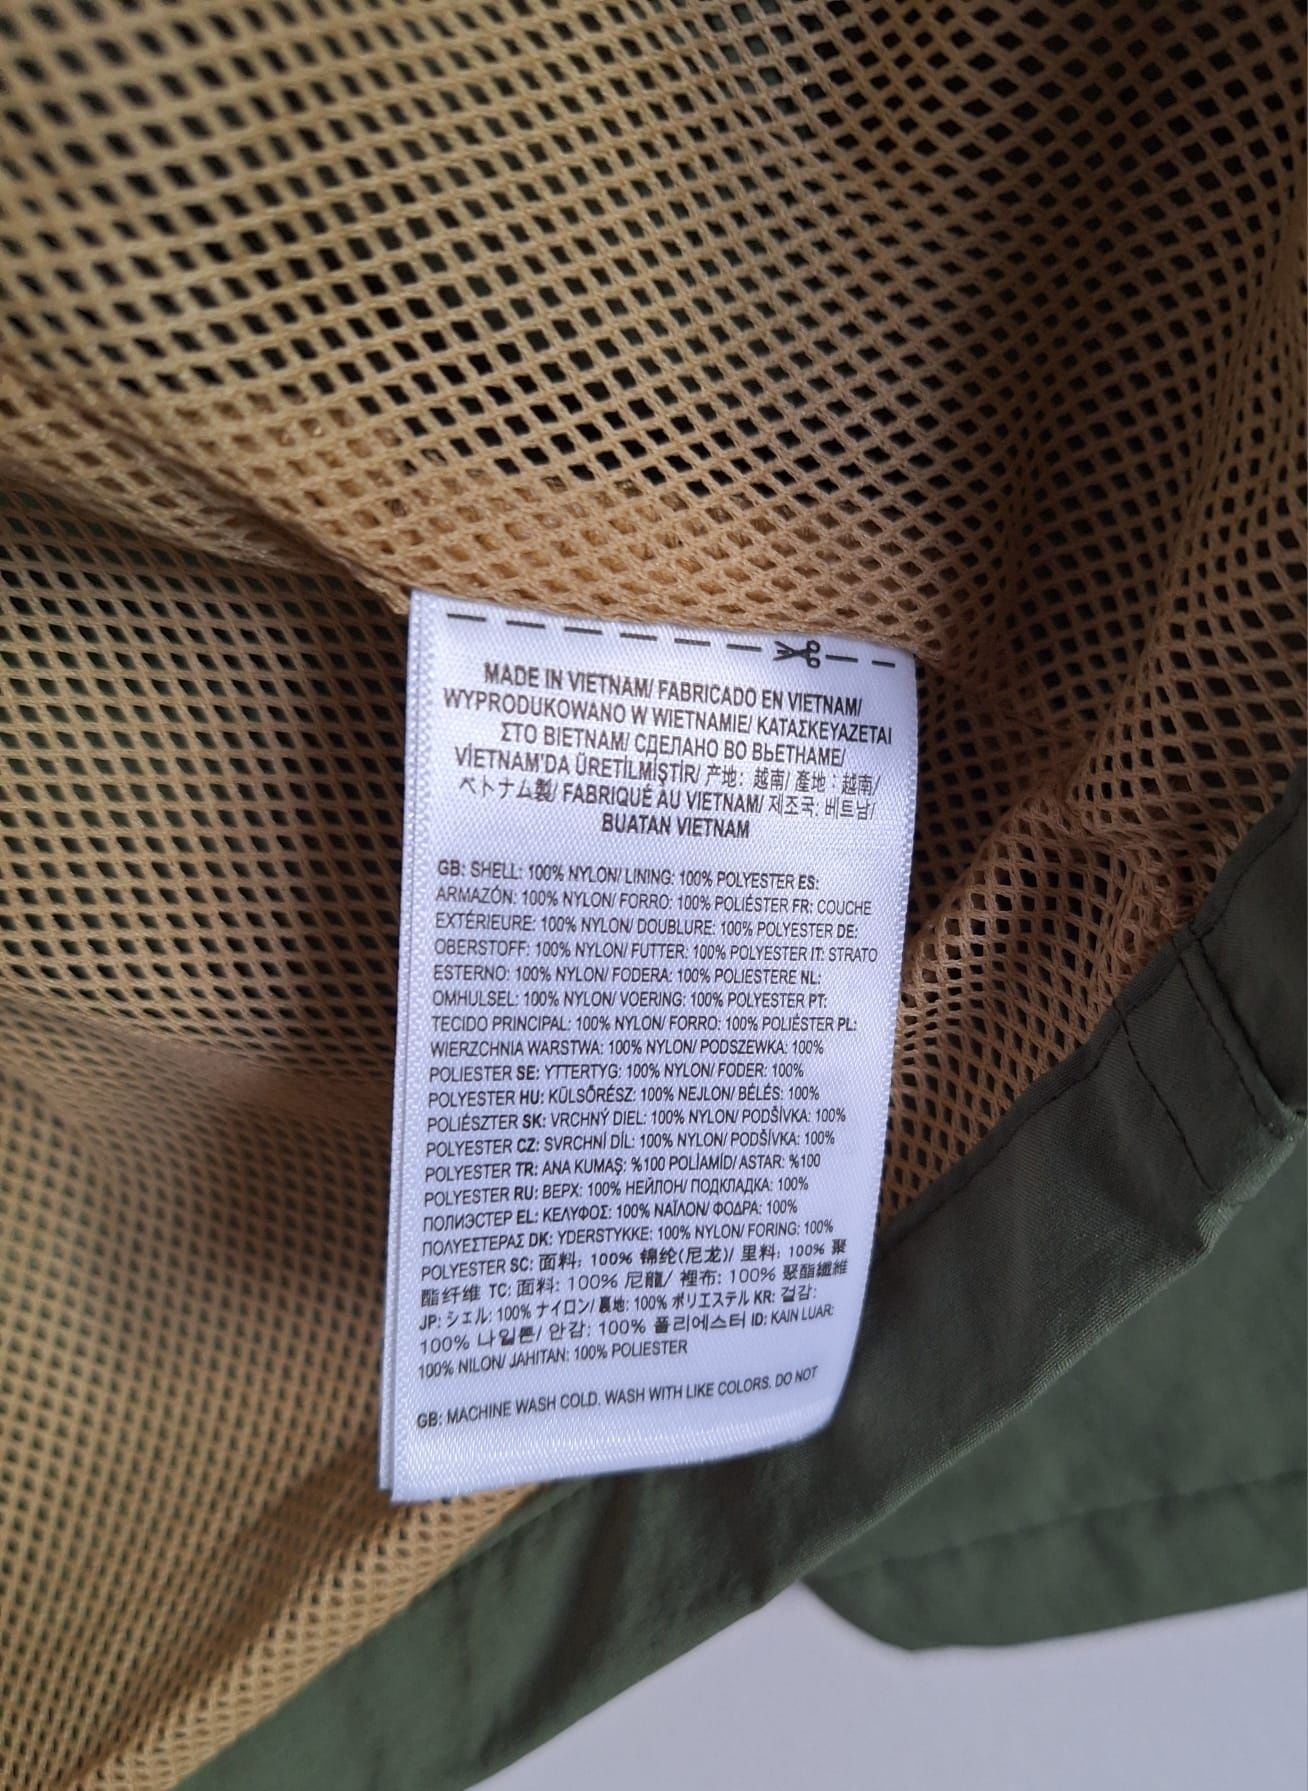 MADE IN VIETNAM/ FABRICADO EN VIETNAM/
WYPRODUKOWANO W WIETNAMIE/ ΚΑΤΑΣΚΕΥΑΖΕΤΑΙ
ΣΤΟ ΒΙΕΤΝΑΜ/ СДЕЛАНО ВО ВЬЕТНАМЕ/
VİETNAM'DA ÜRETİLMİŞTİR/ 产地: 越南/ 產地:越南/
ベトナム製/ FABRIQUÉ AU VIETNAM/ 제조국: 베트남/
BUATAN VIETNAM
GB: SHELL: 100% NYLON/ LINING: 100% POLYESTER ES:
ARMAZÓN: 100% NYLON/ FORRO: 100% POLIÉSTER FR: COUCHE
EXTÉRIEURE: 100% NYLON/ DOUBLURE: 100% POLYESTER DE:
OBERSTOFF: 100% NYLON/ FUTTER: 100% POLYESTER IT: STRATO
ESTERNO: 100% NYLON/ FODERA: 100% POLIESTERE NL:
OMHULSEL: 100% NYLON/ VOERING: 100% POLYESTER PT:
TECIDO PRINCIPAL: 100% NYLON/ FORRO: 100% POLIÉSTER PL:
WIERZCHNIA WARSTWA: 100% NYLON/ PODSZEWKA: 100%
POLIESTER SE: YTTERTYG: 100% NYLON/ FODER: 100%
POLYESTER HU: KÜLSŐRÉSZ: 100% NEJLON/ BÉLÉS: 100%
POLIÉSZTER SK: VRCHNÝ DIEL: 100% NYLON/ PODŠÍVKA: 100%
POLYESTER CZ: SVRCHNÍ DÍL: 100% NYLON/ PODŠÍVKA: 100%
POLYESTER TR: ANA KUMAŞ: %100 POLİAMİD/ ASTAR: %100
POLYESTER RU: ВЕРХ: 100% НЕЙЛОН/ ПОДКЛАДКА: 100%
ПОЛИЭСТЕР EL: ΚΕΛΥΦΟΣ: 100% ΝΑΪΛΟΝ/ ΦΟΔΡΑ: 100%
ΠΟΛΥΕΣΤΕΡΑΣ DK: YDERSTYKKE: 100% NYLON/ FORING: 100%
POLYESTER SC: 面料: 100% 锦纶(尼龙)/ 里料: 100% 聚
酯纤维 TC: 面料: 100% 尼龍/ 裡布: 100% 聚酯纖維
JP: シェル: 100% ナイロン/ 裏地: 100% ポリエステル KR: 겉감:
100% 나일론/ 안감: 100% 폴리에스터 ID: KAIN LUAR:
100% NILON/ JAHITAN: 100% POLIESTER
GB: MACHINE WASH COLD. WASH WITH LIKE COLORS. DO NOT